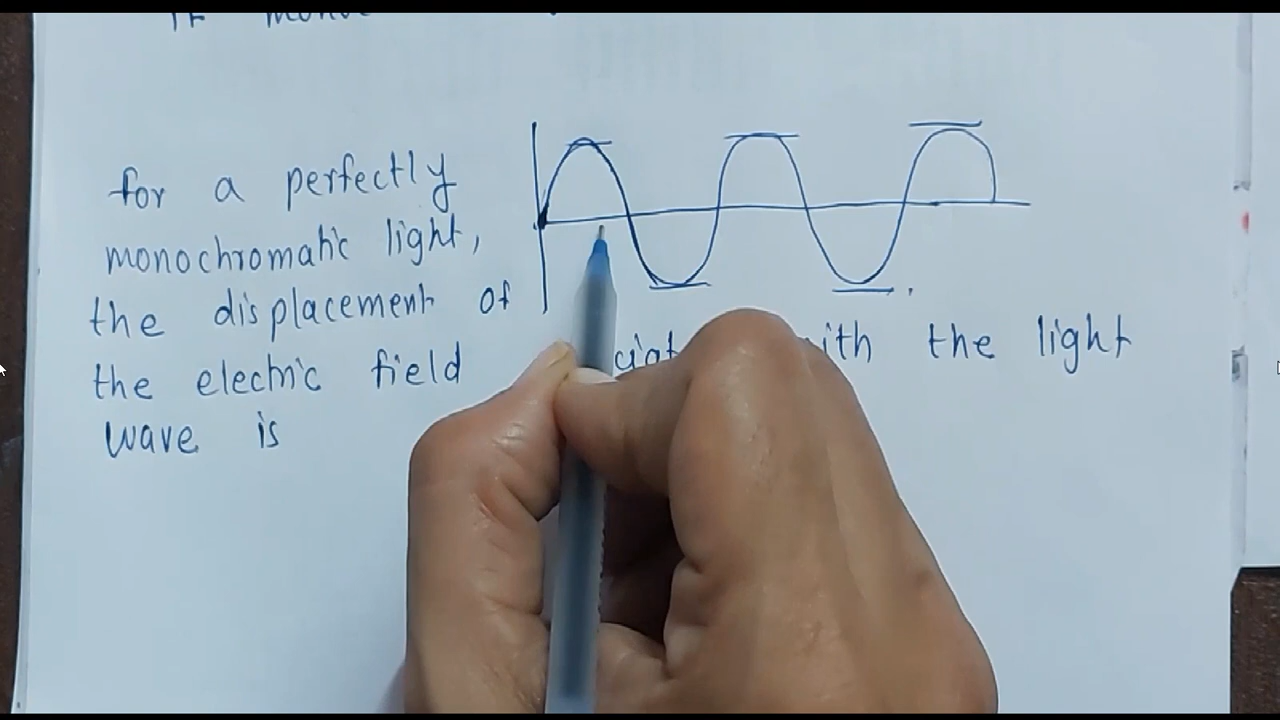 for a perfectly
monochromatic light,
the displacement of
the electric field with the light
wave is